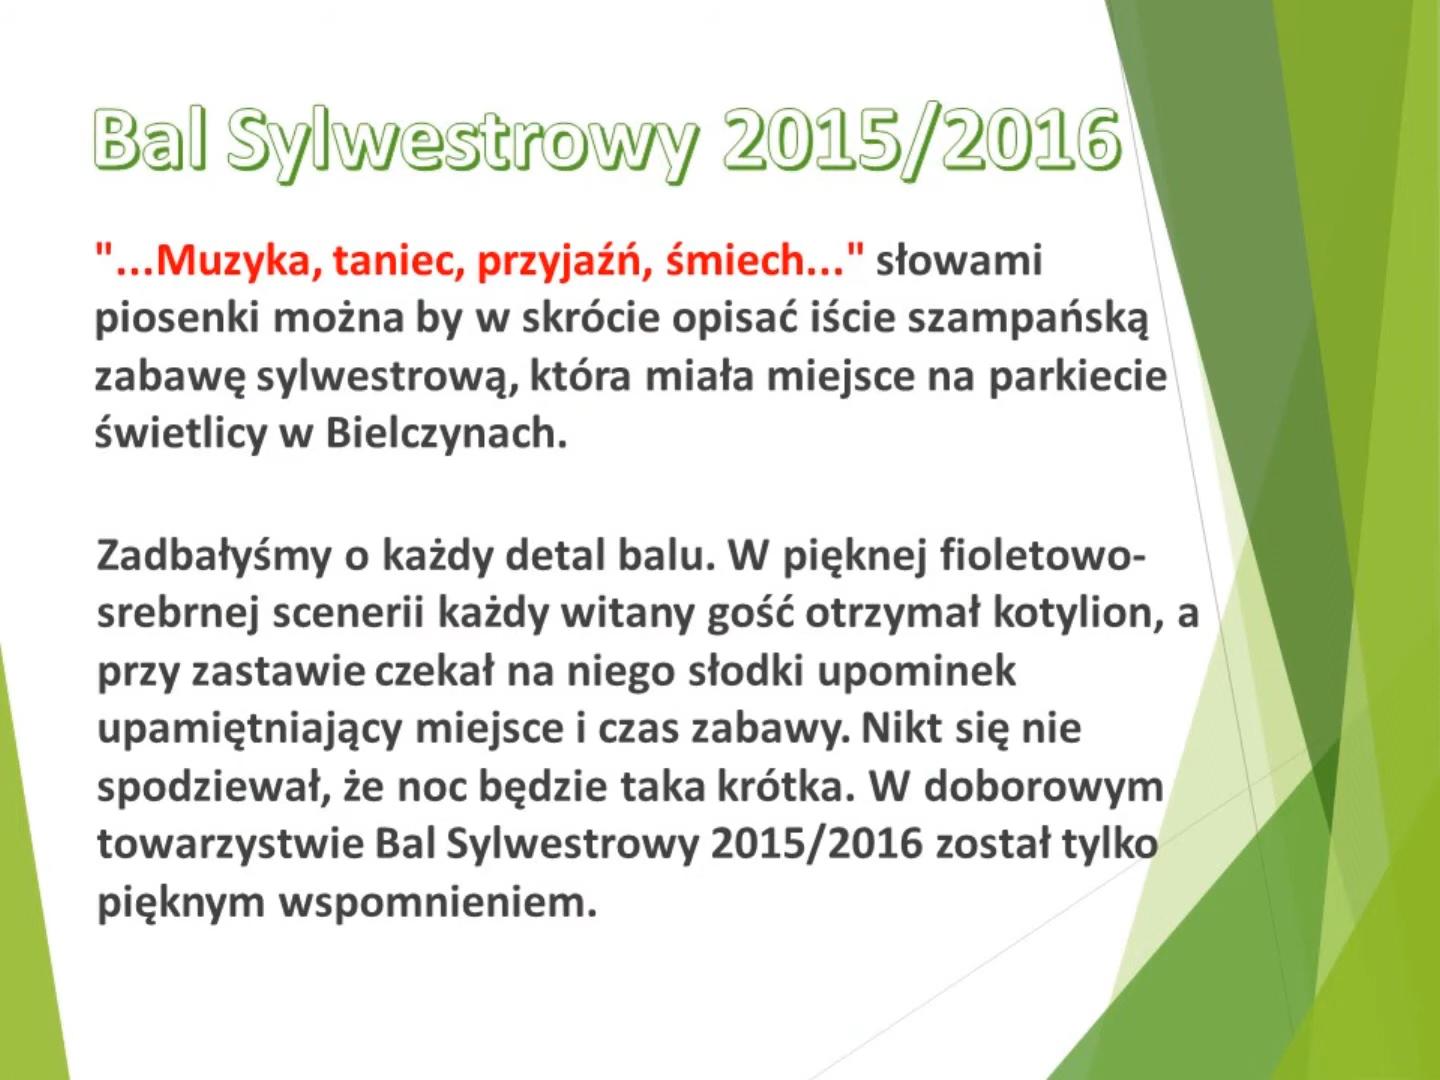 Bal Sylwestrowy 2015/2016
"...Muzyka, taniec, przyjaźń, śmiech..." słowami
piosenki można by w skrócie opisać iście szampańską
zabawę sylwestrową, która miała miejsce na parkiecie
świetlicy w Bielczynach.
Zadbałyśmy o każdy detal balu. W pięknej fioletowo-
srebrnej scenerii każdy witany gość otrzymał kotylion, a
przy zastawie czekał na niego słodki upominek
upamiętniający miejsce i czas zabawy. Nikt się nie
spodziewał, że noc będzie taka krótka. W doborowym
towarzystwie Bal Sylwestrowy 2015/2016 został tylko
pięknym wspomnieniem.